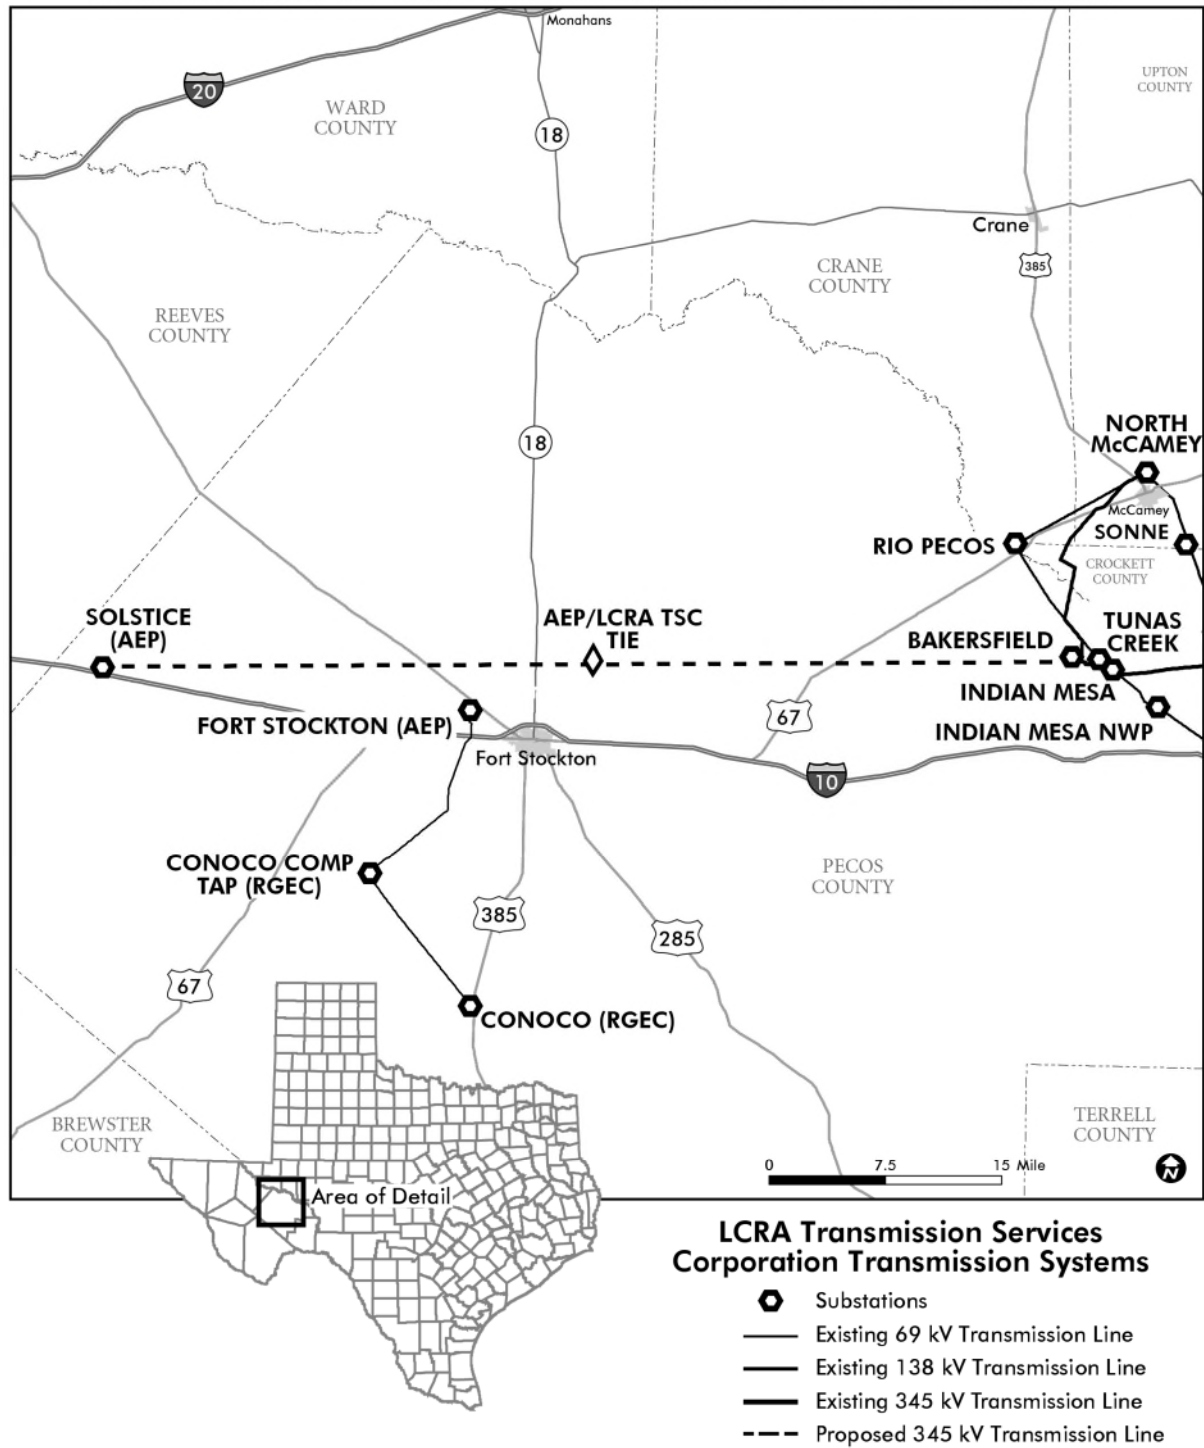 Monahans
UPTON
COUNTY
20
WARD
COUNTY
18
Crane
385
CRANE
COUNTY
REEVES
COUNTY
NORTH
McCAMEY
18
McCamey
SONNE
RIO PECOS
CROCKETT
COUNTY
SOLSTICE
(AEP)
AEP/LCRA TSC
TIE
TUNAS
CREEK
BAKERSFIELD
INDIAN MESA
FORT STOCKTON (AEP)
67
INDIAN MESA NWP
Fort Stockton
10
CONOCO COMP
TAP (RGEC)
PECOS
COUNTY
385
285
67
CONOCO (RGEC)
BREWSTER
COUNTY
TERRELL
COUNTY
0 7.5 15 Mile
N
Area of Detail
LCRA Transmission Services
Corporation Transmission Systems
Substations
Existing 69 kV Transmission Line
Existing 138 kV Transmission Line
Existing 345 kV Transmission Line
Proposed 345 kV Transmission Line